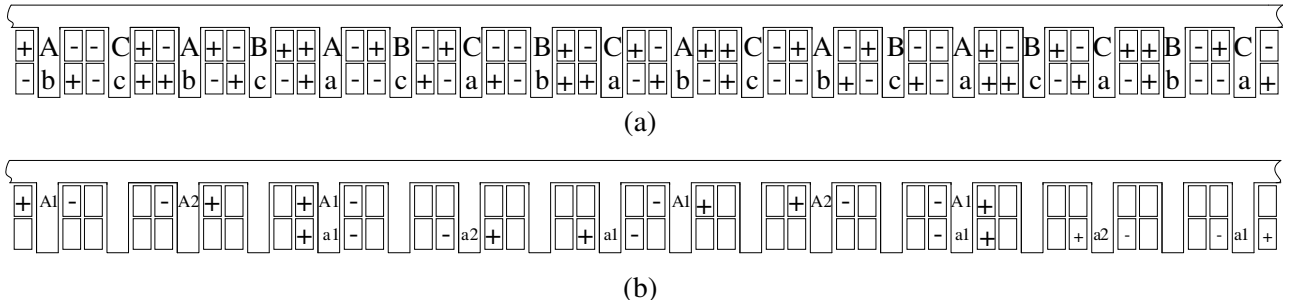 + A - - C + - A + - B + + A - + B - + C - - B + - C + - A + + C - + A - + B - - A + - B + - C + + B - + C -
- b + - c + + b - + c - + a - - c + - a + - b + + a - + b - + c - - b + - c + - a + + c - + a - + b - - a +
(a)
+ A1 - - A2 + + A1 - - A1 + + A2 - A1 +
+ a1 - - a2 + + a1 - - a1 + + a2 - - a1 +
(b)